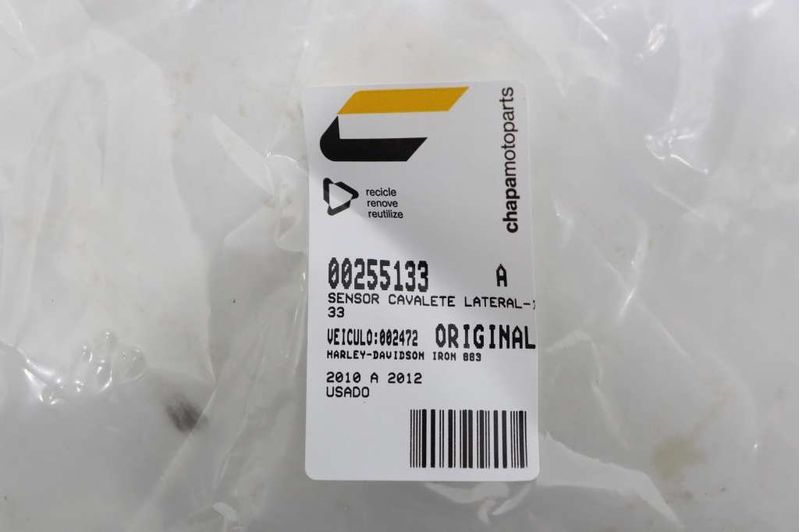 chapamotoparts
recicle
renove
reutilize
00255133 A
SENSOR CAVALETE LATERAL-
33
VEICULO:002472 ORIGINAL
HARLEY-DAVIDSON IRON 883
2010 A 2012
USADO